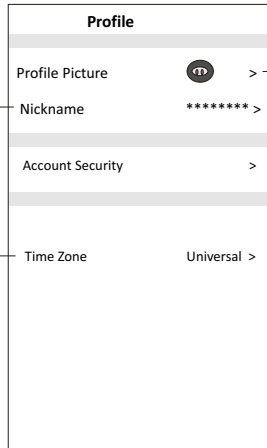 Profile
Profile Picture >
Nickname ******** >
Account Security >
Time Zone Universal >